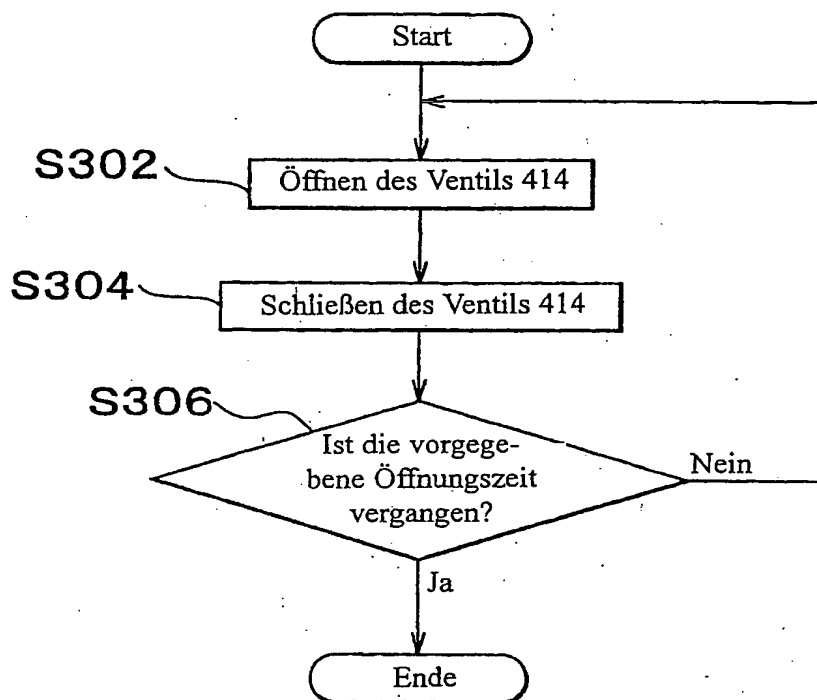 Start
S302
Öffnen des Ventils 414
S304
Schließen des Ventils 414
S306
Ist die vorgege-
bene Öffnungszeit
vergangen?
Nein
Ja
Ende